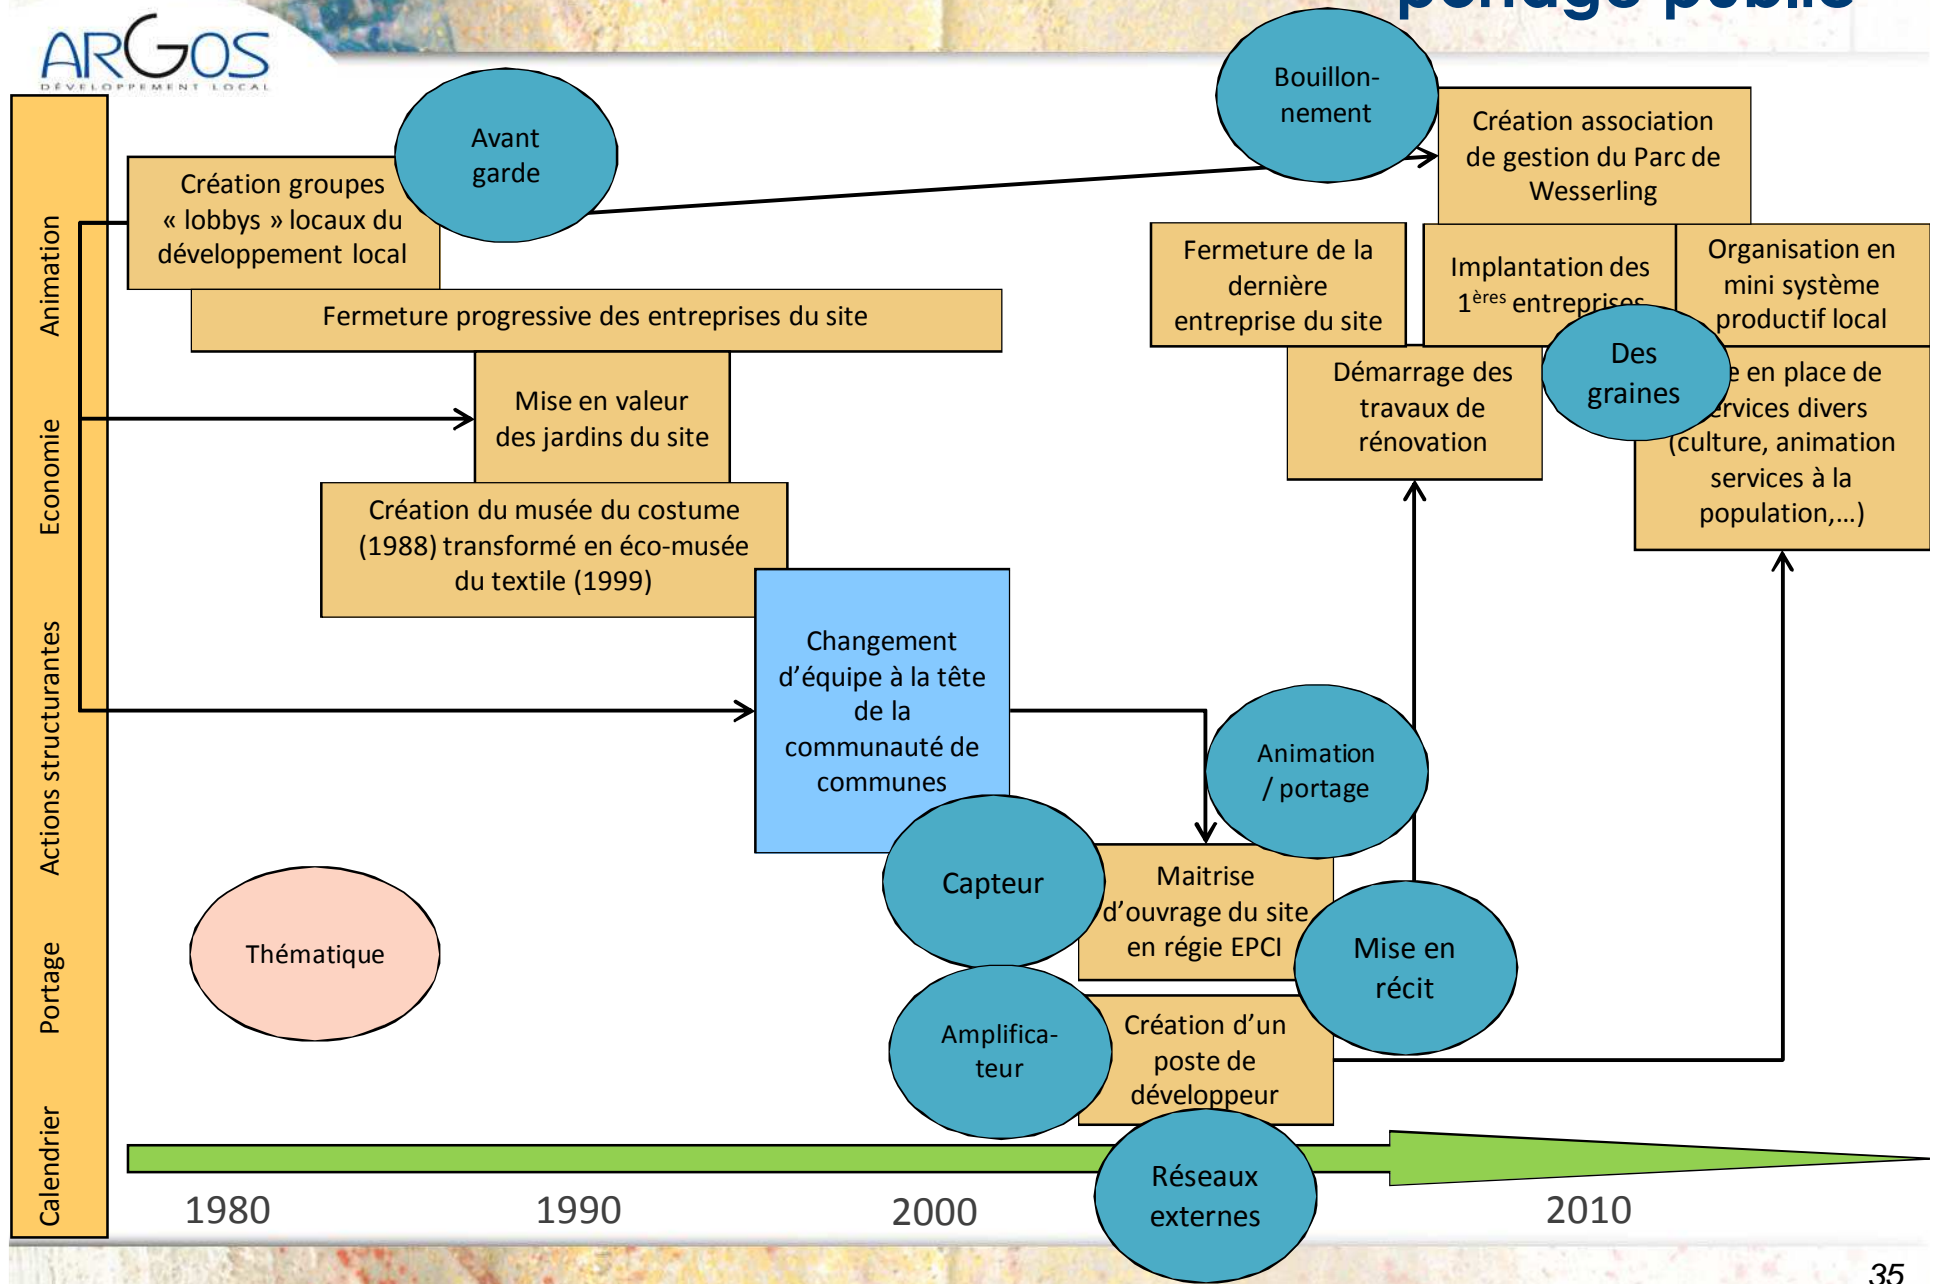 portage public
ARGOS
DÉVELOPPEMENT LOCAL
Bouillon-
nement
Avant
garde
Création association
de gestion du Parc de
Wesserling
Création groupes
« lobbys » locaux du
développement local
Fermeture de la
dernière
entreprise du site
Implantation des
1ères entreprises
Organisation en
mini système
productif local
Fermeture progressive des entreprises du site
Des
graines
Démarrage des
travaux de
rénovation
en place de
services divers
(culture, animation
services à la
population,...)
Mise en valeur
des jardins du site
Création du musée du costume
(1988) transformé en éco-musée
du textile (1999)
Changement
d’équipe à la tête
de la
communauté de
communes
Animation
/ portage
Capteur
Maitrise
d’ouvrage du site
en régie EPCI
Mise en
récit
Thématique
Amplifica-
teur
Création d’un
poste de
développeur
Réseaux
externes
Animation
Economie
Actions structurantes
Portage
Calendrier
1980
1990
2000
2010
35